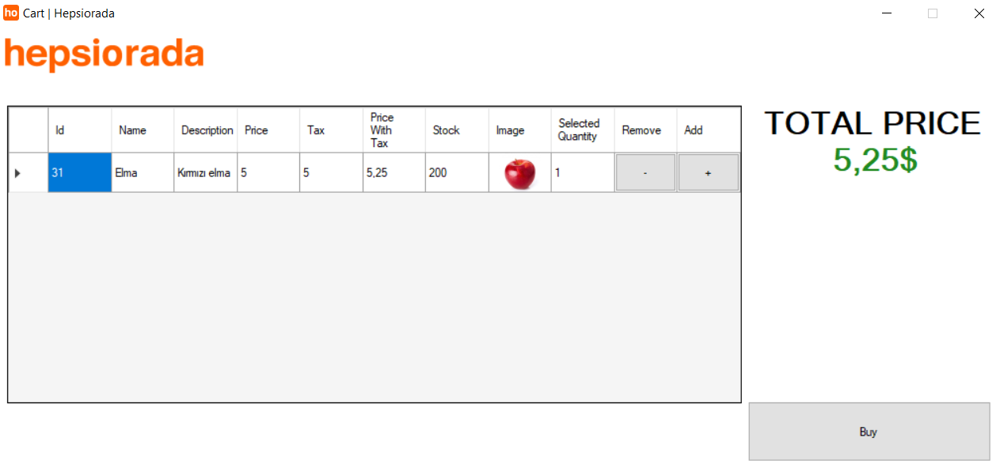 ho Cart | Hepsiorada
hepsiorada
Id Name Description Price Tax Price With Tax Stock Image Selected Quantity Remove Add
31 Elma Kırmızı elma 5 5 5,25 200 1 - +
TOTAL PRICE
5,25$
Buy